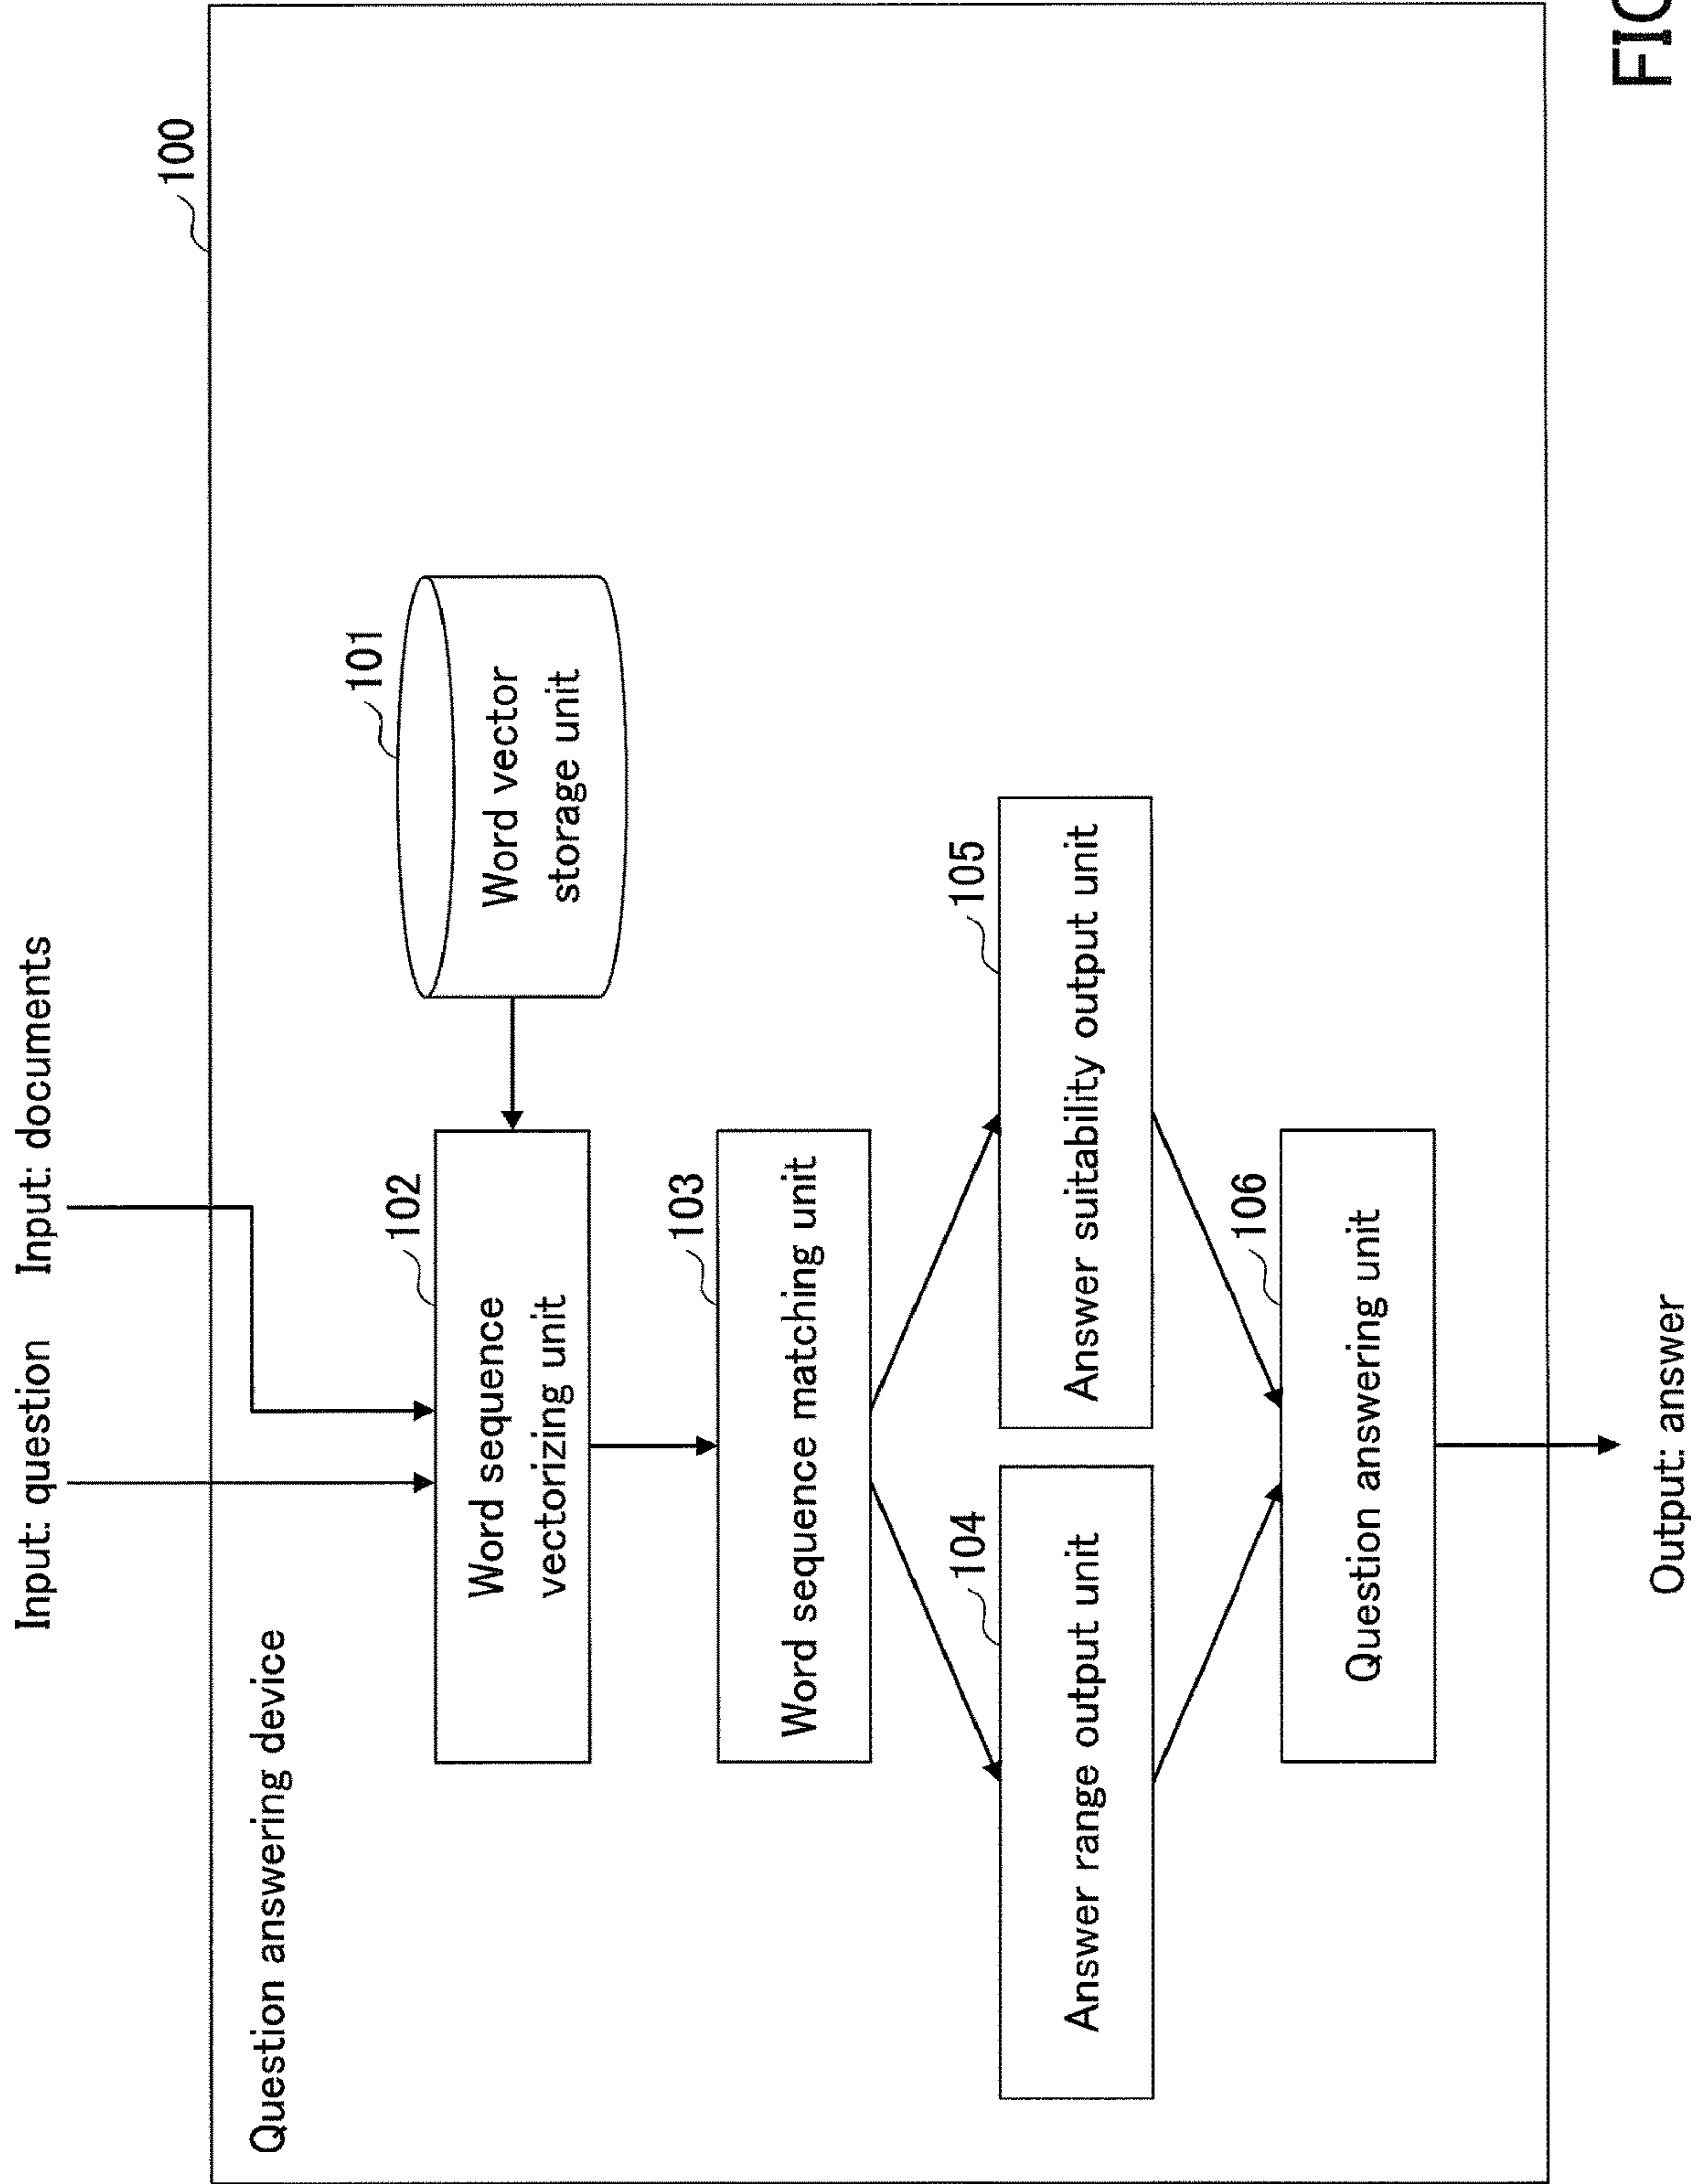 Input: question
Input: documents
100
Question answering device
102
Word sequence
vectorizing unit
101
Word vector
storage unit
103
Word sequence matching unit
104
Answer range output unit
105
Answer suitability output unit
106
Question answering unit
Output: answer